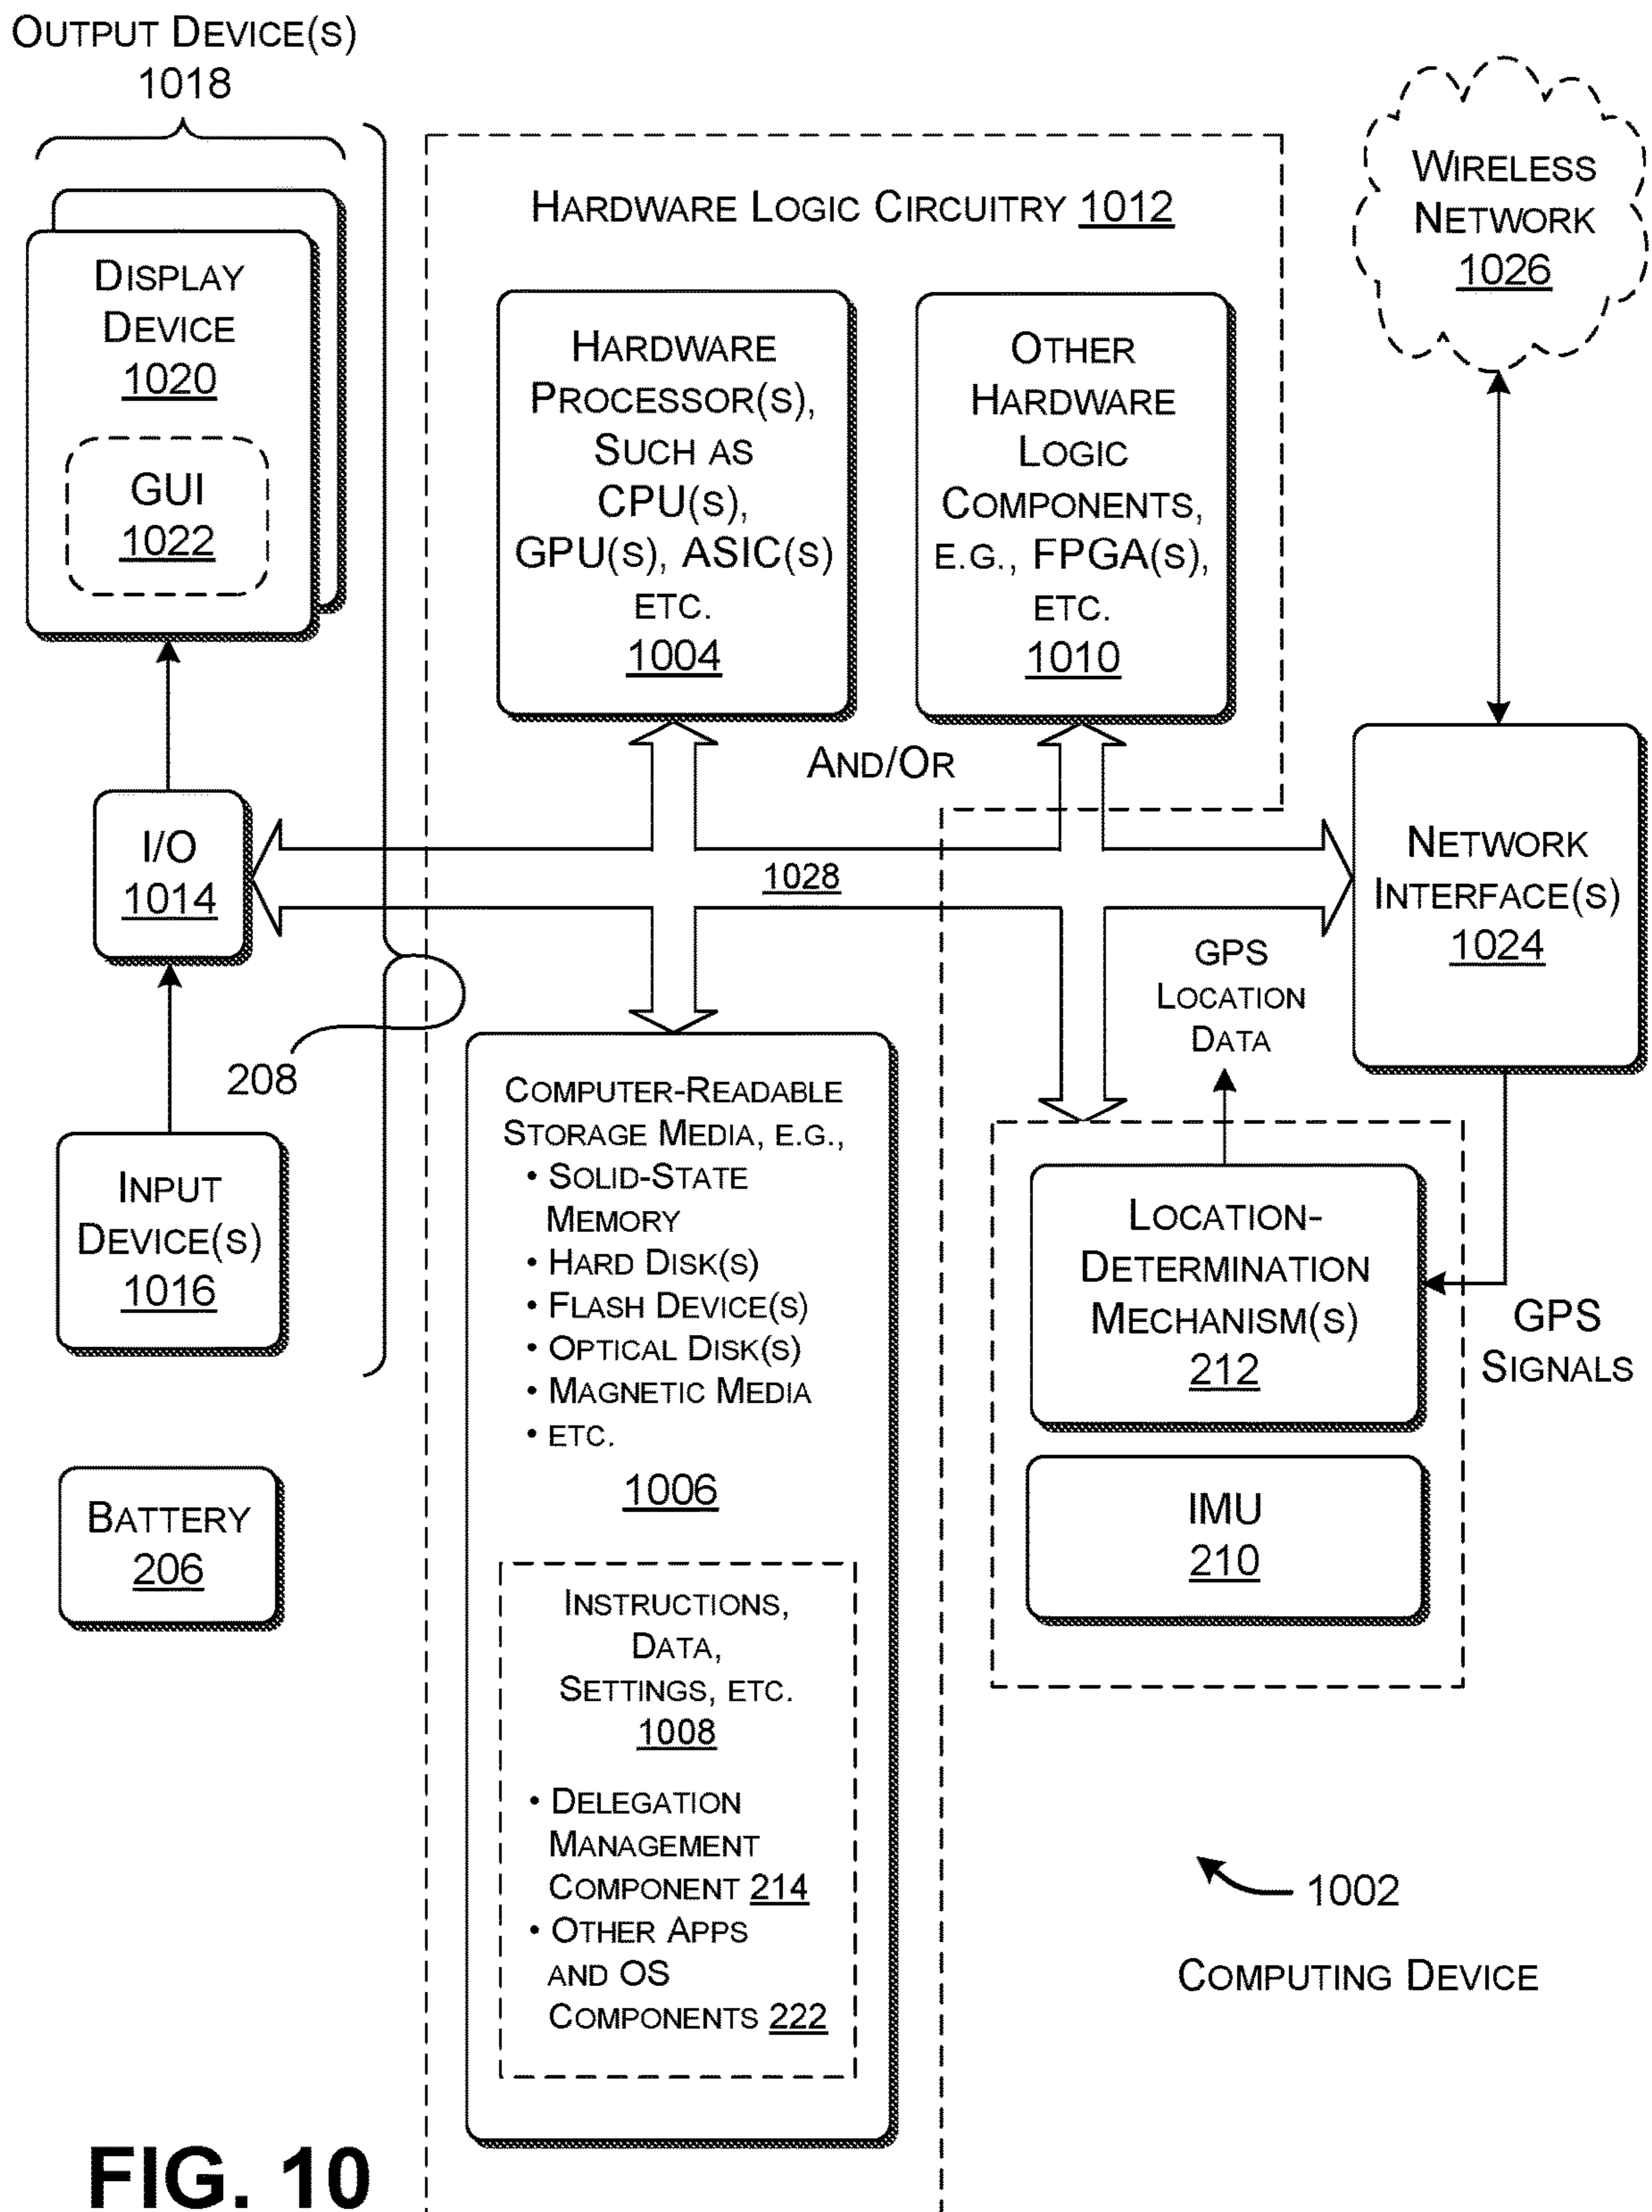 OUTPUT DEVICE(S)
1018
DISPLAY
DEVICE
1020
GUI
1022
I/O
1014
INPUT
DEVICE(S)
1016
BATTERY
206
208
HARDWARE LOGIC CIRCUITRY 1012
HARDWARE
PROCESSOR(S),
SUCH AS
CPU(S),
GPU(S), ASIC(S)
ETC.
1004
OTHER
HARDWARE
LOGIC
COMPONENTS,
E.G., FPGA(S),
ETC.
1010
AND/OR
1028
COMPUTER-READABLE
STORAGE MEDIA, E.G.,
• SOLID-STATE
MEMORY
• HARD DISK(S)
• FLASH DEVICE(S)
• OPTICAL DISK(S)
• MAGNETIC MEDIA
• ETC.
1006
INSTRUCTIONS,
DATA,
SETTINGS, ETC.
1008
• DELEGATION
MANAGEMENT
COMPONENT 214
• OTHER APPS
AND OS
COMPONENTS 222
WIRELESS
NETWORK
1026
NETWORK
INTERFACE(S)
1024
GPS
LOCATION
DATA
LOCATION-
DETERMINATION
MECHANISM(S)
212
GPS
SIGNALS
IMU
210
1002
COMPUTING DEVICE
FIG. 10